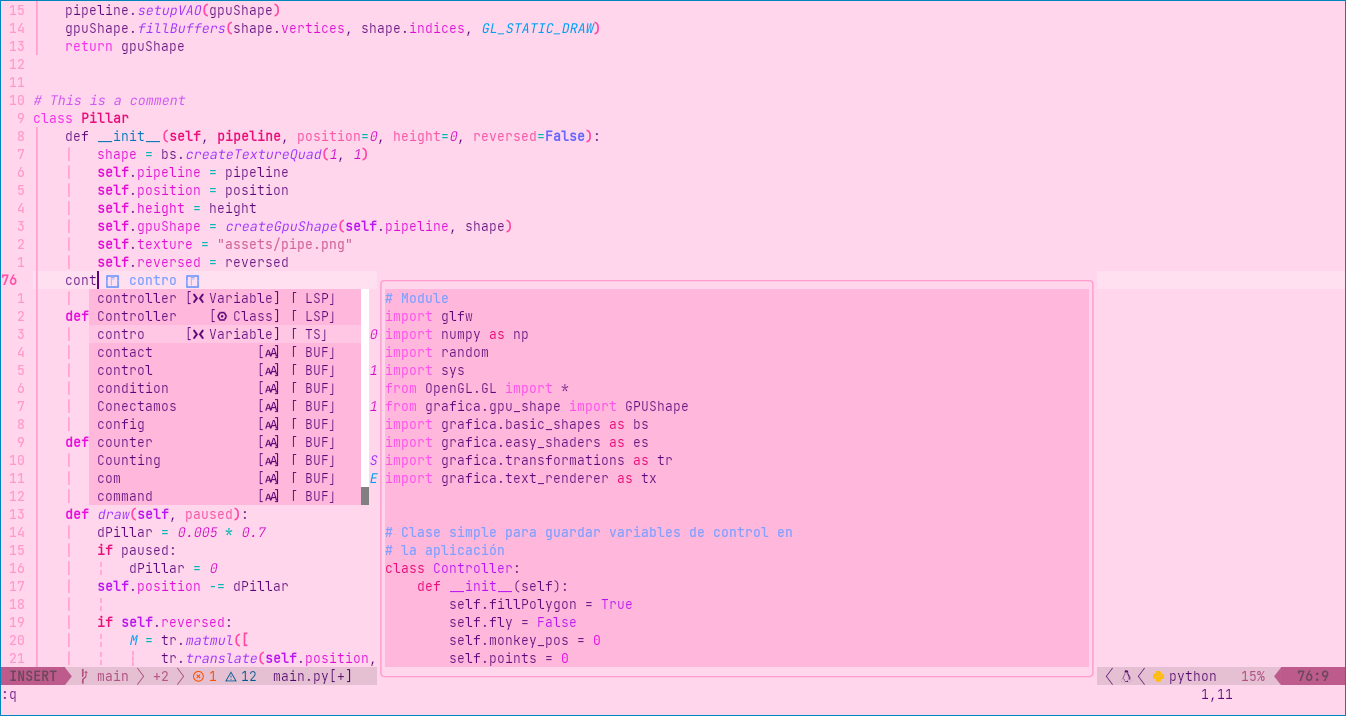 15 pipeline.setupVAO(gpuShape)
14 gpuShape.fillBuffers(shape.vertices, shape.indices, GL_STATIC_DRAW)
13 return gpuShape
12
11
10 # This is a comment
9 class Pillar
8 def __init__(self, pipeline, position=0, height=0, reversed=False):
7 shape = bs.createTextureQuad(1, 1)
6 self.pipeline = pipeline
5 self.position = position
4 self.height = height
3 self.gpuShape = createGpuShape(self.pipeline, shape)
2 self.texture = "assets/pipe.png"
1 self.reversed = reversed
76 cont contro
1 controller [Variable] ｢ LSP｣ # Module
2 def Controller [Class] ｢ LSP｣ import glfw
3 contro [Variable] ｢ TS｣ 0 import numpy as np
4 contact [AA] ｢ BUF｣ import random
5 control [AA] ｢ BUF｣ 1 import sys
6 condition [AA] ｢ BUF｣ from OpenGL.GL import *
7 Conectamos [AA] ｢ BUF｣ 1 from grafica.gpu_shape import GPUShape
8 config [AA] ｢ BUF｣ import grafica.basic_shapes as bs
9 def counter [AA] ｢ BUF｣ import grafica.easy_shaders as es
10 Counting [AA] ｢ BUF｣ S import grafica.transformations as tr
11 com [AA] ｢ BUF｣ E import grafica.text_renderer as tx
12 command [AA] ｢ BUF｣
13 def draw(self, paused):
14 dPillar = 0.005 * 0.7 # Clase simple para guardar variables de control en
15 if paused: # la aplicación
16 dPillar = 0 class Controller:
17 self.position -= dPillar def __init__(self):
18 self.fillPolygon = True
19 if self.reversed: self.fly = False
20 M = tr.matmul([ self.monkey_pos = 0
21 tr.translate(self.position, self.points = 0
INSERT main +2 1 12 main.py[+] python 15% 76:9
:q 1,11